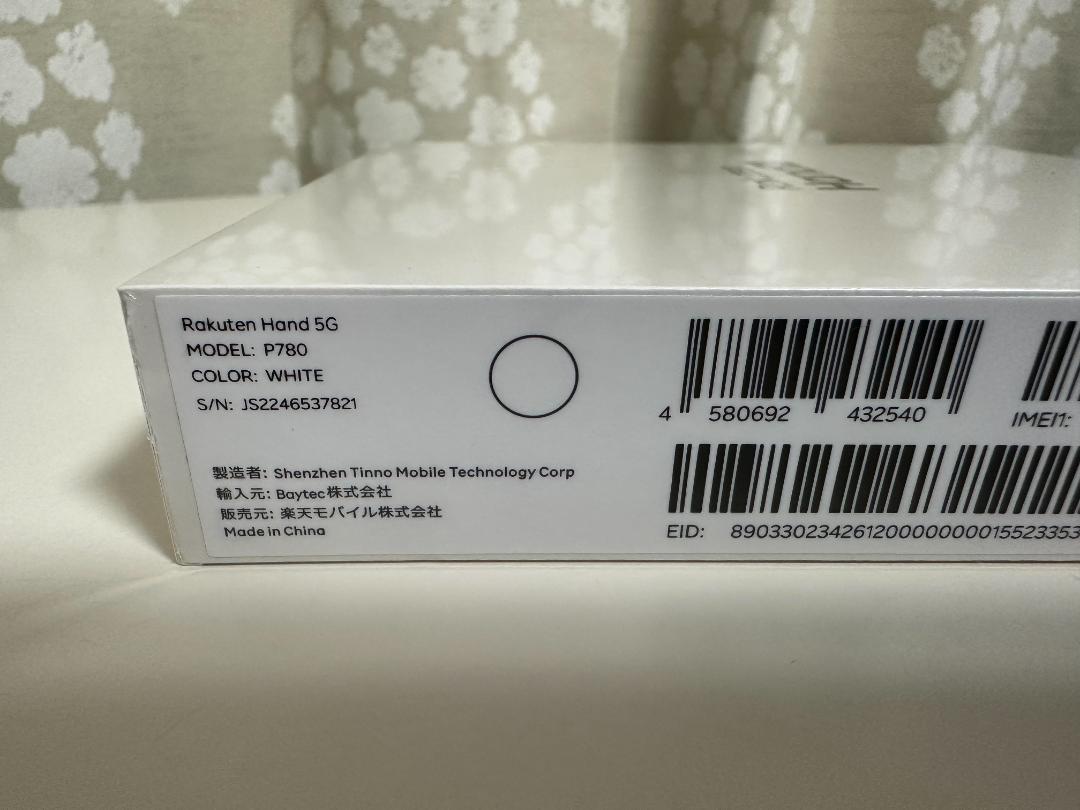 Rakuten Hand 5G
MODEL: P780
COLOR: WHITE
S/N: JS2246537821
製造者: Shenzhen Tinno Mobile Technology Corp
輸入元: Baytec株式会社
販売元: 楽天モバイル株式会社
Made in China
4 580692 432540
IMEI1:
EID: 890330234261200000000015523353